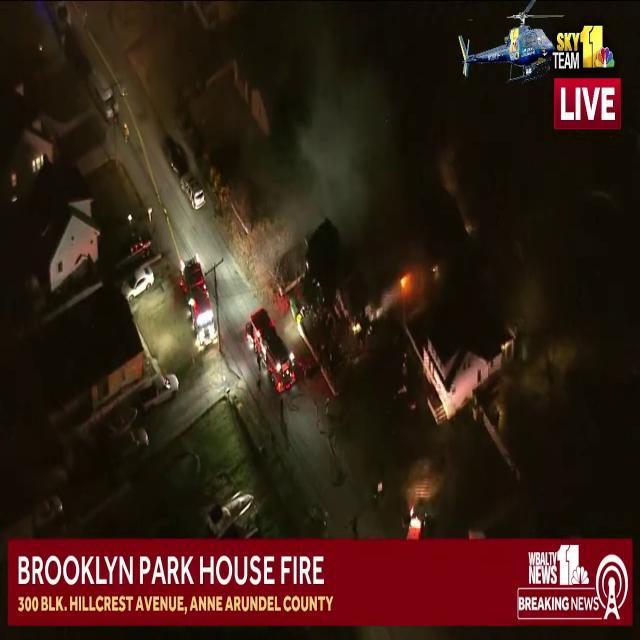 SKY
TEAM 11
LIVE
BROOKLYN PARK HOUSE FIRE
300 BLK. HILLCREST AVENUE, ANNE ARUNDEL COUNTY
WBALTV
NEWS 11
BREAKING NEWS